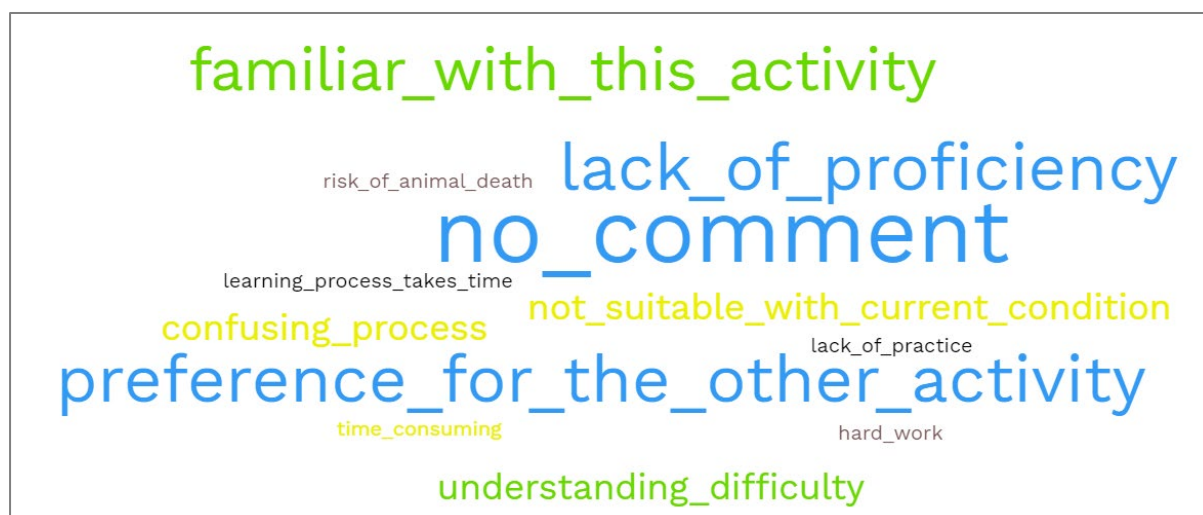 familiar_with_this_activity
lack_of_proficiency
risk_of_animal_death
no_comment
learning_process_takes_time
not_suitable_with_current_condition
confusing_process
lack_of_practice
preference_for_the_other_activity
time_consuming
hard_work
understanding_difficulty